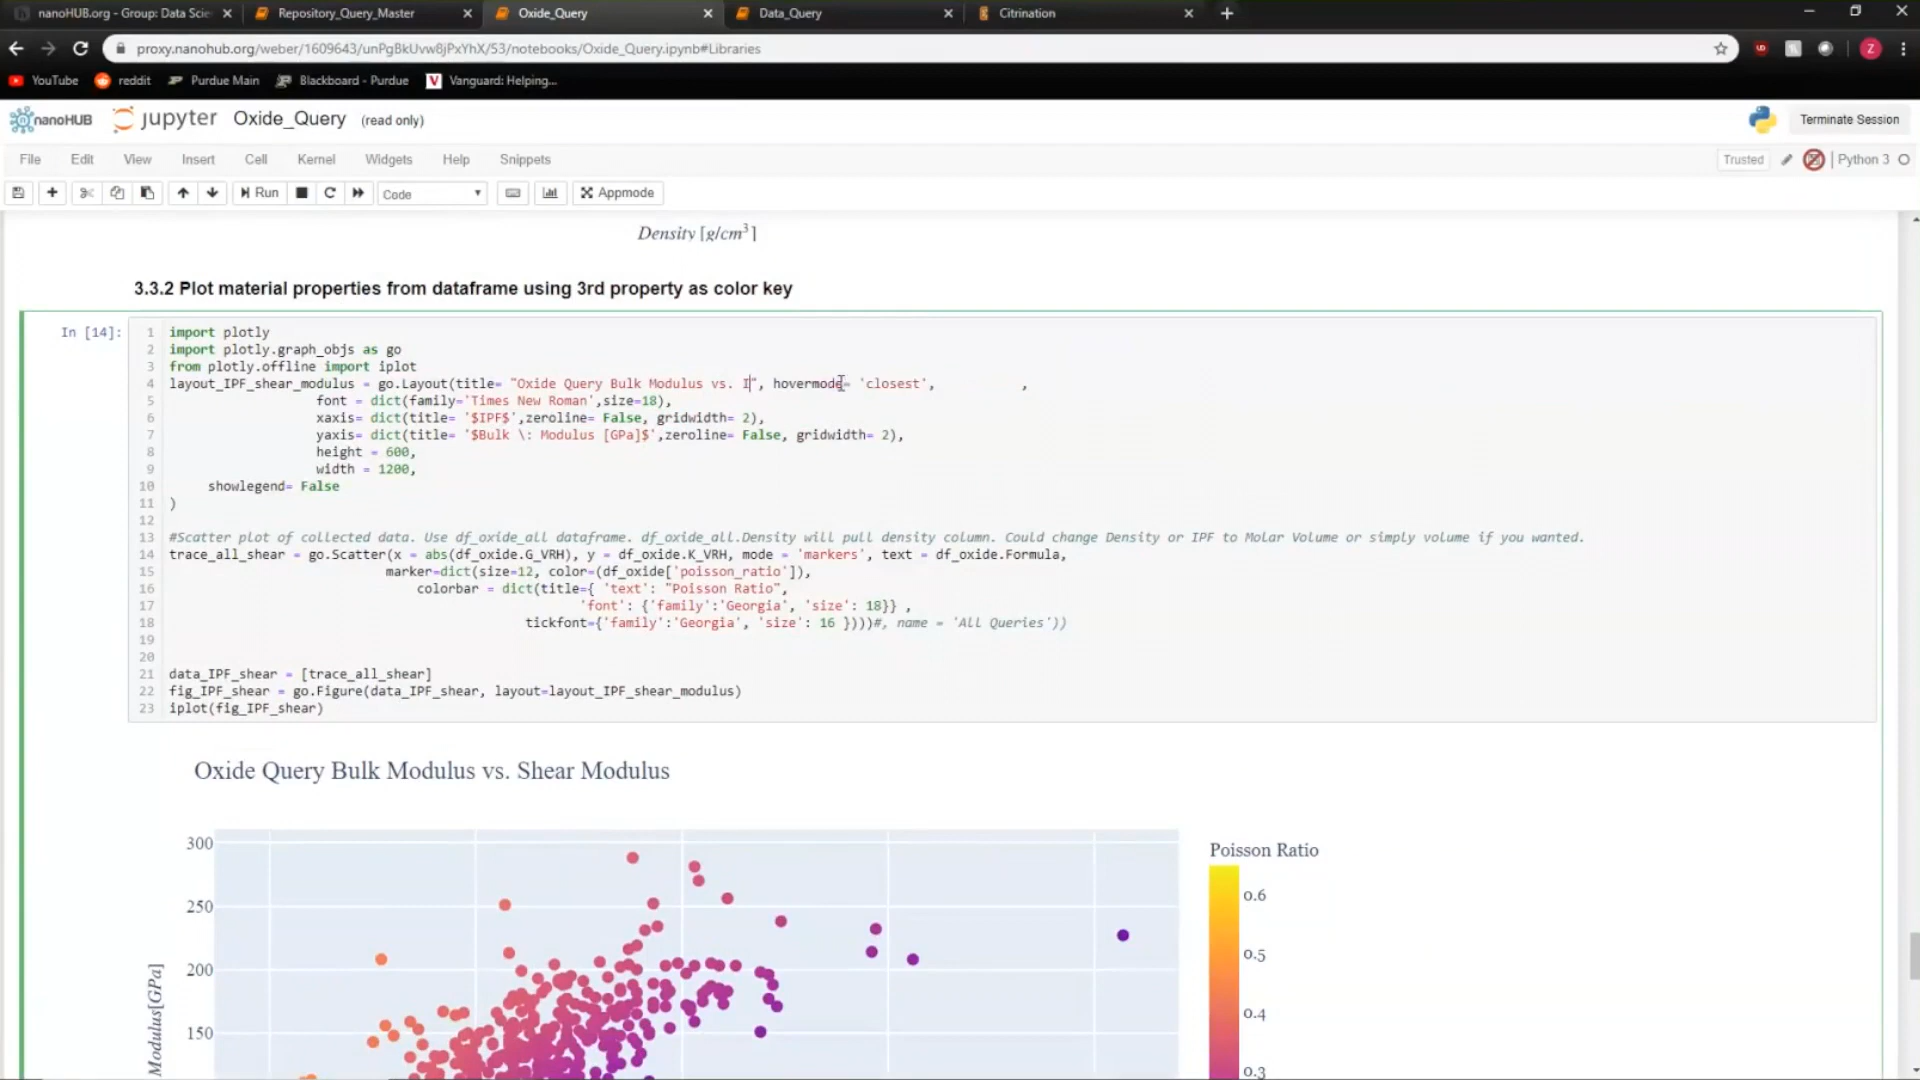 nanoHUB.org - Group: Data Scie
Repository_Query_Master
Oxide_Query
Data_Query
Citrination
proxy.nanohub.org/weber/1609643/unPgBkUvw8jPxYhX/53/notebooks/Oxide_Query.ipynb#Libraries
YouTube
reddit
Purdue Main
Blackboard - Purdue
Vanguard: Helping...
nanoHUB
jupyter
Oxide_Query
(read only)
Terminate Session
File Edit View Insert Cell Kernel Widgets Help Snippets
Trusted
Python 3
Run
Code
Appmode
Density [g/cm³]
3.3.2 Plot material properties from dataframe using 3rd property as color key
In [14]:
1 import plotly
2 import plotly.graph_objs as go
3 from plotly.offline import iplot
4 layout_IPF_shear_modulus = go.Layout(title= "Oxide Query Bulk Modulus vs. I", hovermode= 'closest', ,
5 font = dict(family='Times New Roman',size=18),
6 xaxis= dict(title= '$IPF$',zeroline= False, gridwidth= 2),
7 yaxis= dict(title= '$Bulk \: Modulus [GPa]$',zeroline= False, gridwidth= 2),
8 height = 600,
9 width = 1200,
10 showlegend= False
11 )
12
13 #Scatter plot of collected data. Use df_oxide_all dataframe. df_oxide_all.Density will pull density column. Could change Density or IPF to Molar Volume or simply volume if you wanted.
14 trace_all_shear = go.Scatter(x = abs(df_oxide.G_VRH), y = df_oxide.K_VRH, mode = 'markers', text = df_oxide.Formula,
15 marker=dict(size=12, color=(df_oxide['poisson_ratio']),
16 colorbar = dict(title={ 'text': "Poisson Ratio",
17 'font': {'family':'Georgia', 'size': 18}} ,
18 tickfont={'family':'Georgia', 'size': 16 })))#, name = 'All Queries'))
19
20
21 data_IPF_shear = [trace_all_shear]
22 fig_IPF_shear = go.Figure(data_IPF_shear, layout=layout_IPF_shear_modulus)
23 iplot(fig_IPF_shear)
Oxide Query Bulk Modulus vs. Shear Modulus
300
250
200
150
Modulus[GPa]
Poisson Ratio
0.6
0.5
0.4
0.3